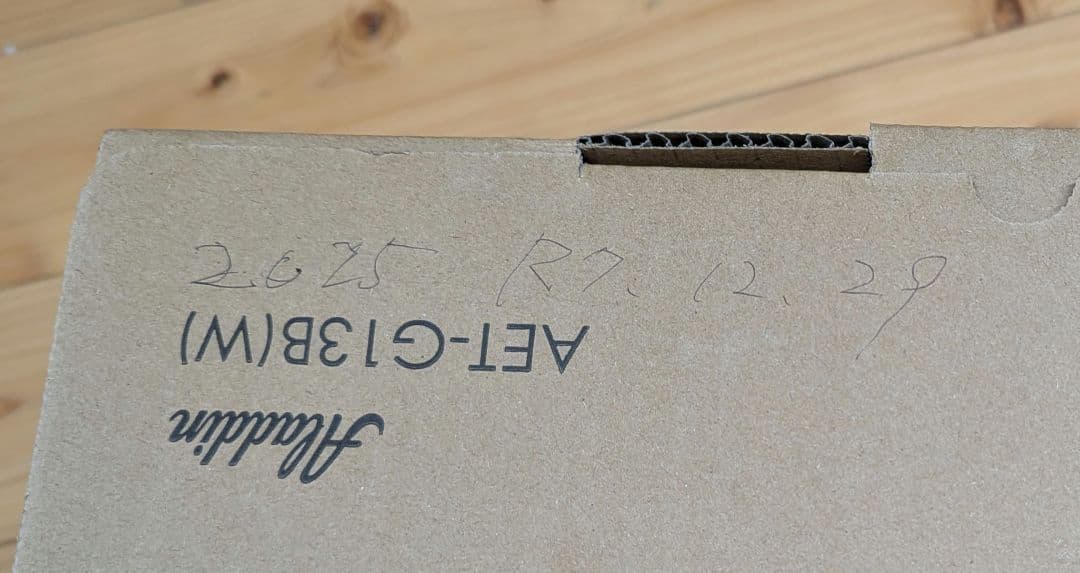 2025 R7. 12. 29
AET-G13B(W)
Aladdin